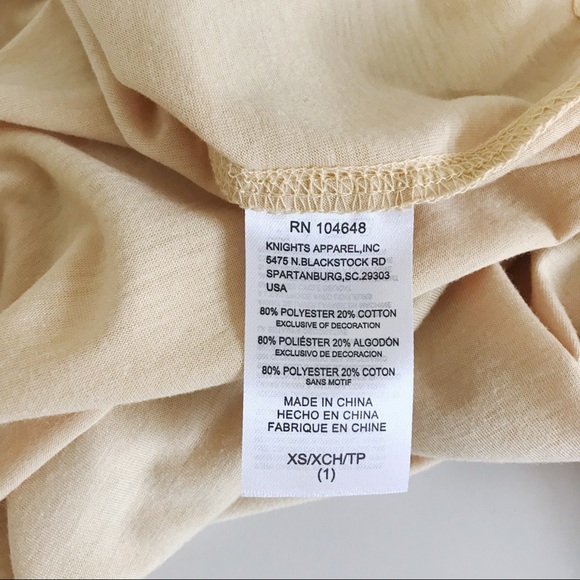 RN 104648
KNIGHTS APPAREL,INC
5475 N.BLACKSTOCK RD
SPARTANBURG,SC.29303
USA
80% POLYESTER 20% COTTON
EXCLUSIVE OF DECORATION
80% POLIÉSTER 20% ALGODÓN
EXCLUSIVO DE DECORACION
80% POLYESTER 20% COTON
SANS MOTIF
MADE IN CHINA
HECHO EN CHINA
FABRIQUE EN CHINE
XS/XCH/TP
(1)